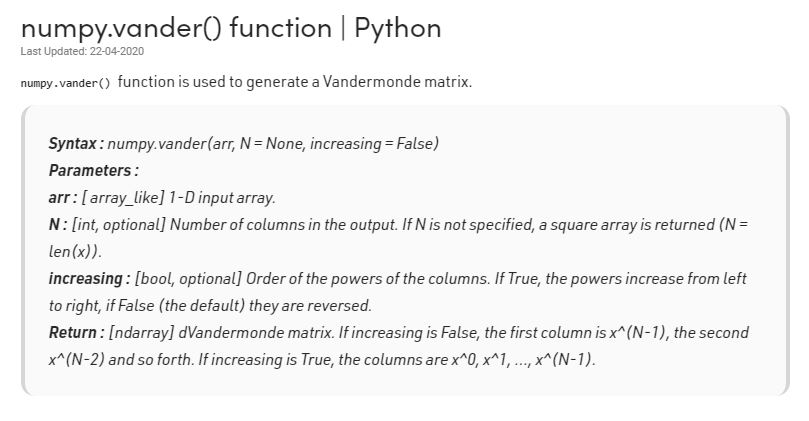 numpy.vander() function | Python
Last Updated: 22-04-2020
numpy.vander() function is used to generate a Vandermonde matrix.
Syntax : numpy.vander(arr, N = None, increasing = False)
Parameters :
arr : [ array_like] 1-D input array.
N : [int, optional] Number of columns in the output. If N is not specified, a square array is returned (N =
len(x)).
increasing : [bool, optional] Order of the powers of the columns. If True, the powers increase from left
to right, if False (the default) they are reversed.
Return : [ndarray] dVandermonde matrix. If increasing is False, the first column is x^(N-1), the second
x^(N-2) and so forth. If increasing is True, the columns are x^0, x^1, ..., x^(N-1).